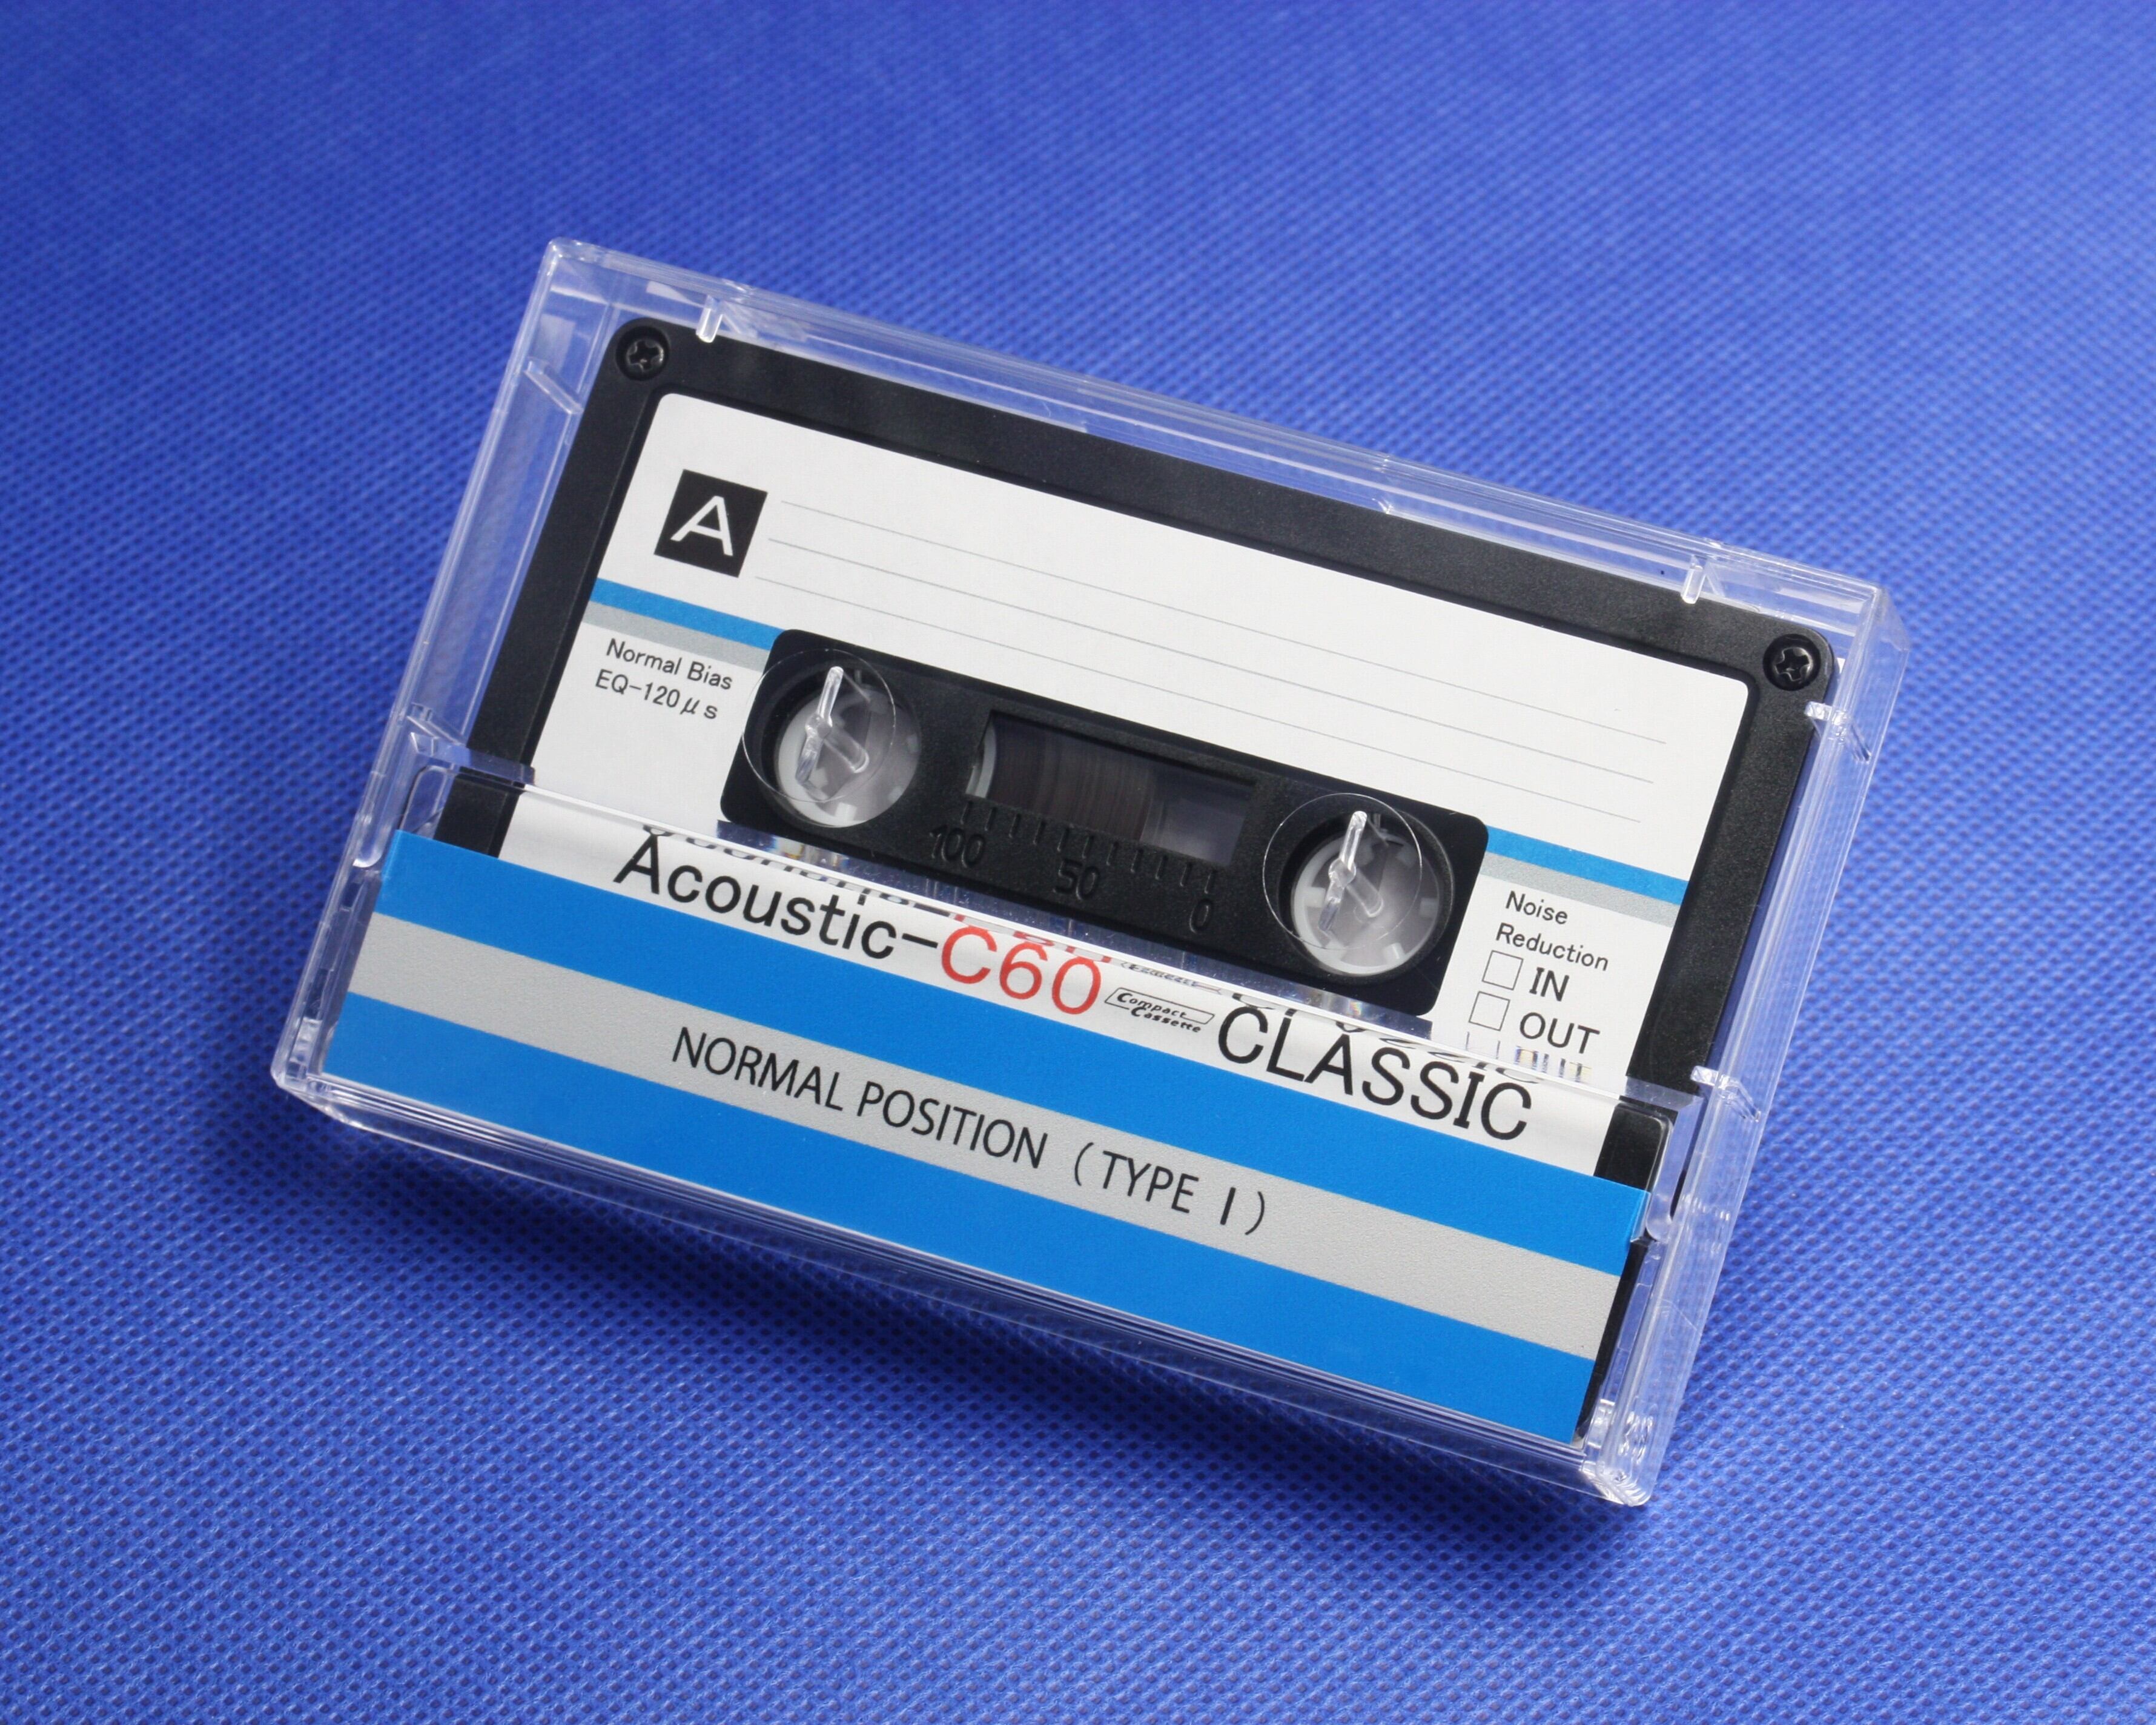 A
Normal Bias
EQ-120μs
100 50 0
Noise
Reduction
IN
OUT
Acoustic-C60 Compact Cassette CLASSIC
NORMAL POSITION (TYPE I)